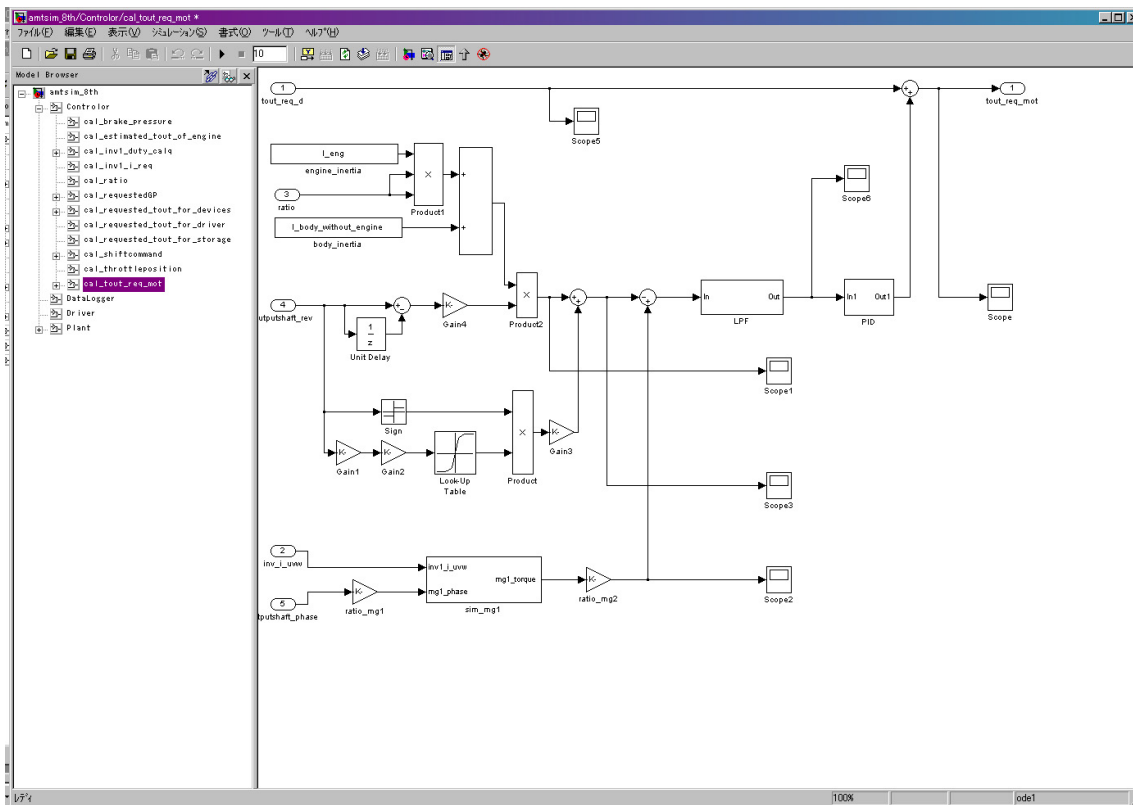 amtsim_8th/Controlor/cal_tout_req_mot *
ファイル(F) 編集(E) 表示(V) シミュレーション(S) 書式(O) ツール(T) ヘルプ(H)
10
Model Browser
amtsim_8th
Controlor
cal_brake_pressure
cal_estimated_tout_of_engine
cal_inv1_duty_calq
cal_inv1_i_req
cal_ratio
cal_requestedGP
cal_requested_tout_for_devices
cal_requested_tout_for_driver
cal_requested_tout_for_storage
cal_shiftcommand
cal_throttleposition
cal_tout_req_mot
DataLogger
Driver
Plant
1
tout_req_d
Scope5
1
tout_req_mot
I_eng
engine_inertia
3
ratio
Product1
I_body_without_engine
body_inertia
Scope6
4
utputshaft_rev
1
z
Unit Delay
K-
Gain4
Product2
In Out
LPF
In1 Out1
PID
Scope
Scope1
Sign
K-
Gain1
K-
Gain2
Look-Up
Table
Product
K-
Gain3
Scope3
2
inv_i_uvw
5
tputshaft_phase
K-
ratio_mg1
inv1_i_uvw
mg1_phase
mg1_torque
sim_mg1
K-
ratio_mg2
Scope2
レディ
100%
ode1